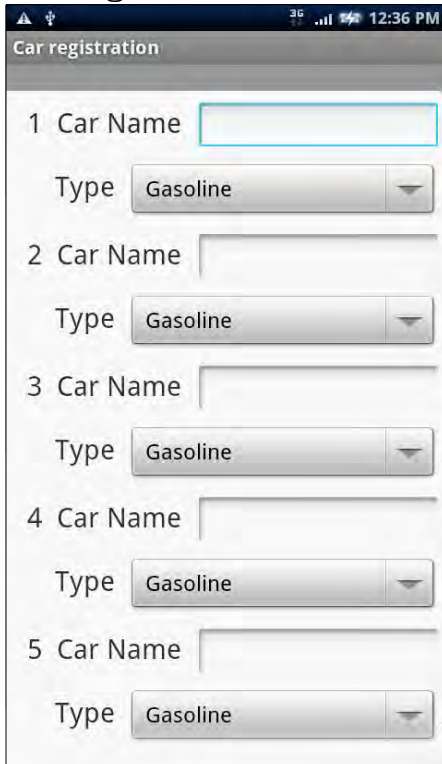 3G 12:36 PM
Car registration
1 Car Name
Type Gasoline
2 Car Name
Type Gasoline
3 Car Name
Type Gasoline
4 Car Name
Type Gasoline
5 Car Name
Type Gasoline